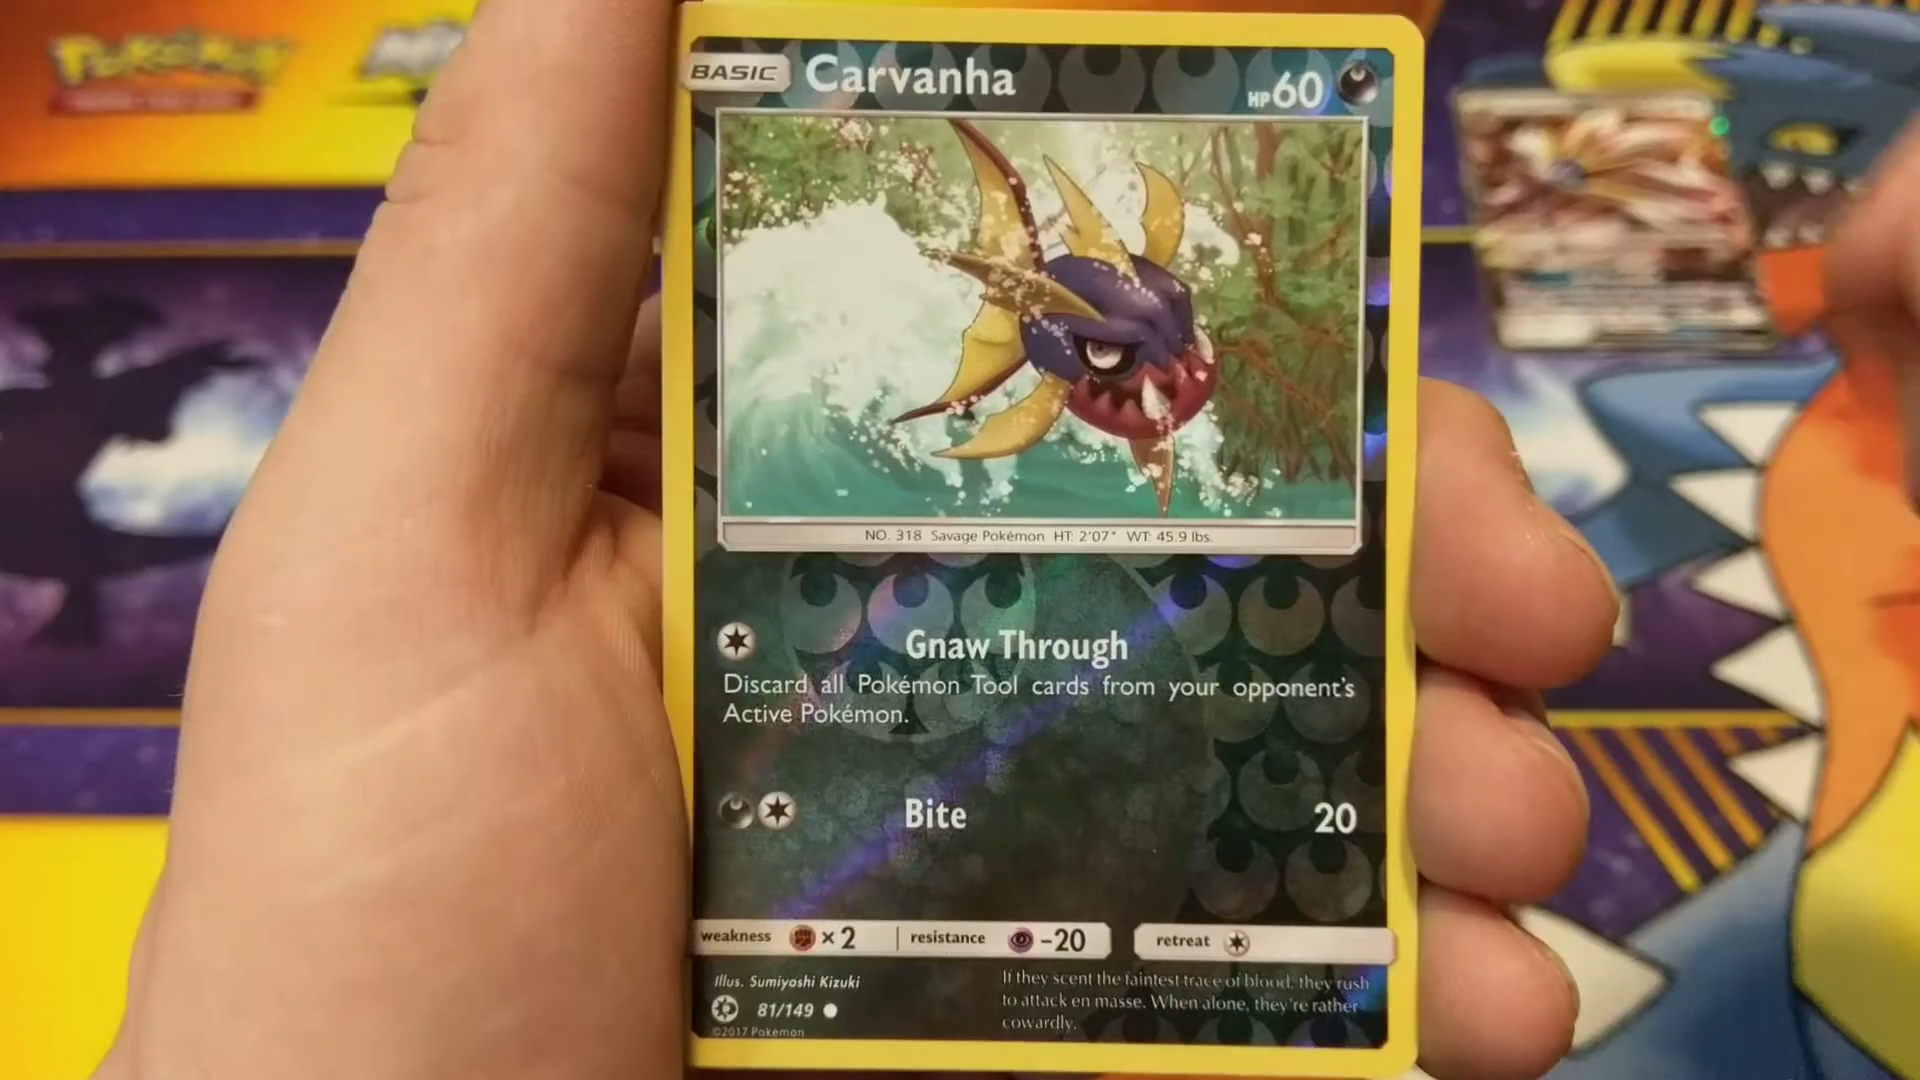 Pokémon
BASIC Carvanha HP60
NO. 318 Savage Pokémon HT: 2'07" WT: 45.9 lbs.
Gnaw Through
Discard all Pokémon Tool cards from your opponent's
Active Pokémon.
Bite 20
weakness ×2 resistance -20 retreat
Illus. Sumiyoshi Kizuki
81/149
©2017 Pokémon
If they scent the faintest trace of blood, they rush
to attack en masse. When alone, they're rather
cowardly.